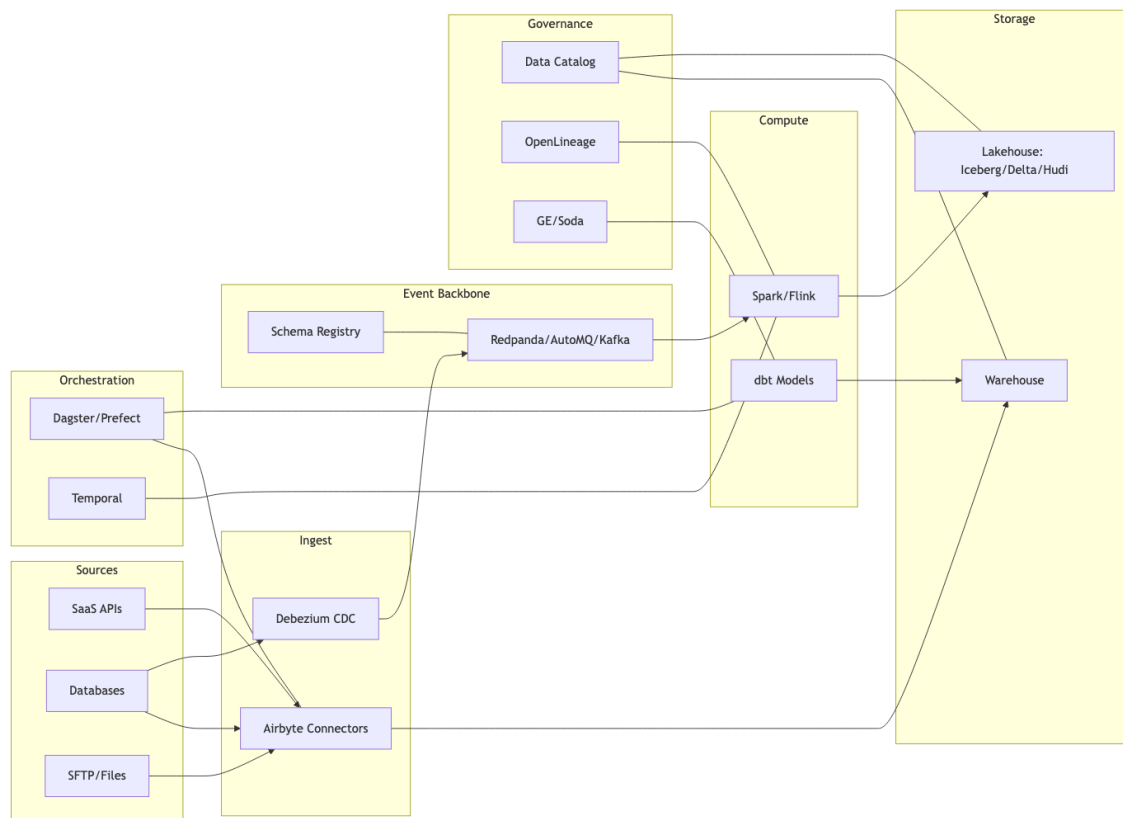 Governance
Data Catalog
OpenLineage
GE/Soda
Storage
Lakehouse:
Iceberg/Delta/Hudi
Warehouse
Compute
Spark/Flink
dbt Models
Event Backbone
Schema Registry
Redpanda/AutoMQ/Kafka
Orchestration
Dagster/Prefect
Temporal
Ingest
Debezium CDC
Airbyte Connectors
Sources
SaaS APIs
Databases
SFTP/Files